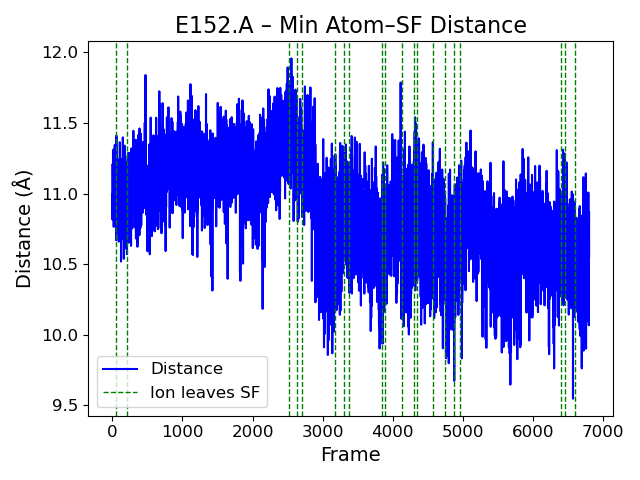 E152.A – Min Atom–SF Distance
12.0
11.5
11.0
10.5
10.0
9.5
Distance (Å)
Distance
Ion leaves SF
0 1000 2000 3000 4000 5000 6000 7000
Frame